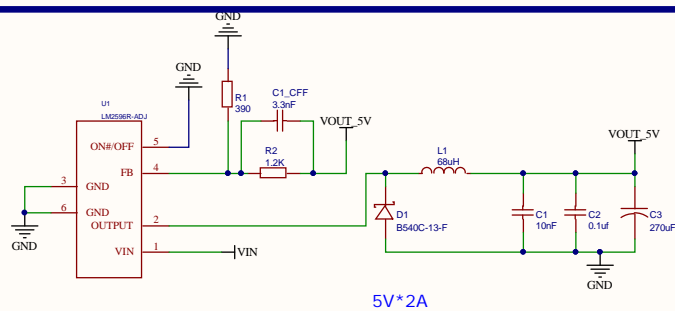 GND
GND
U1
LM2596R-ADJ
R1
390
C1_CFF
3.3nF
VOUT_5V
ON#/OFF
5
FB
4
R2
1.2K
3
GND
6
GND
OUTPUT
2
VIN
1
VIN
GND
L1
68uH
VOUT_5V
D1
B540C-13-F
C1
10nF
C2
0.1uf
C3
270uF
GND
5V*2A